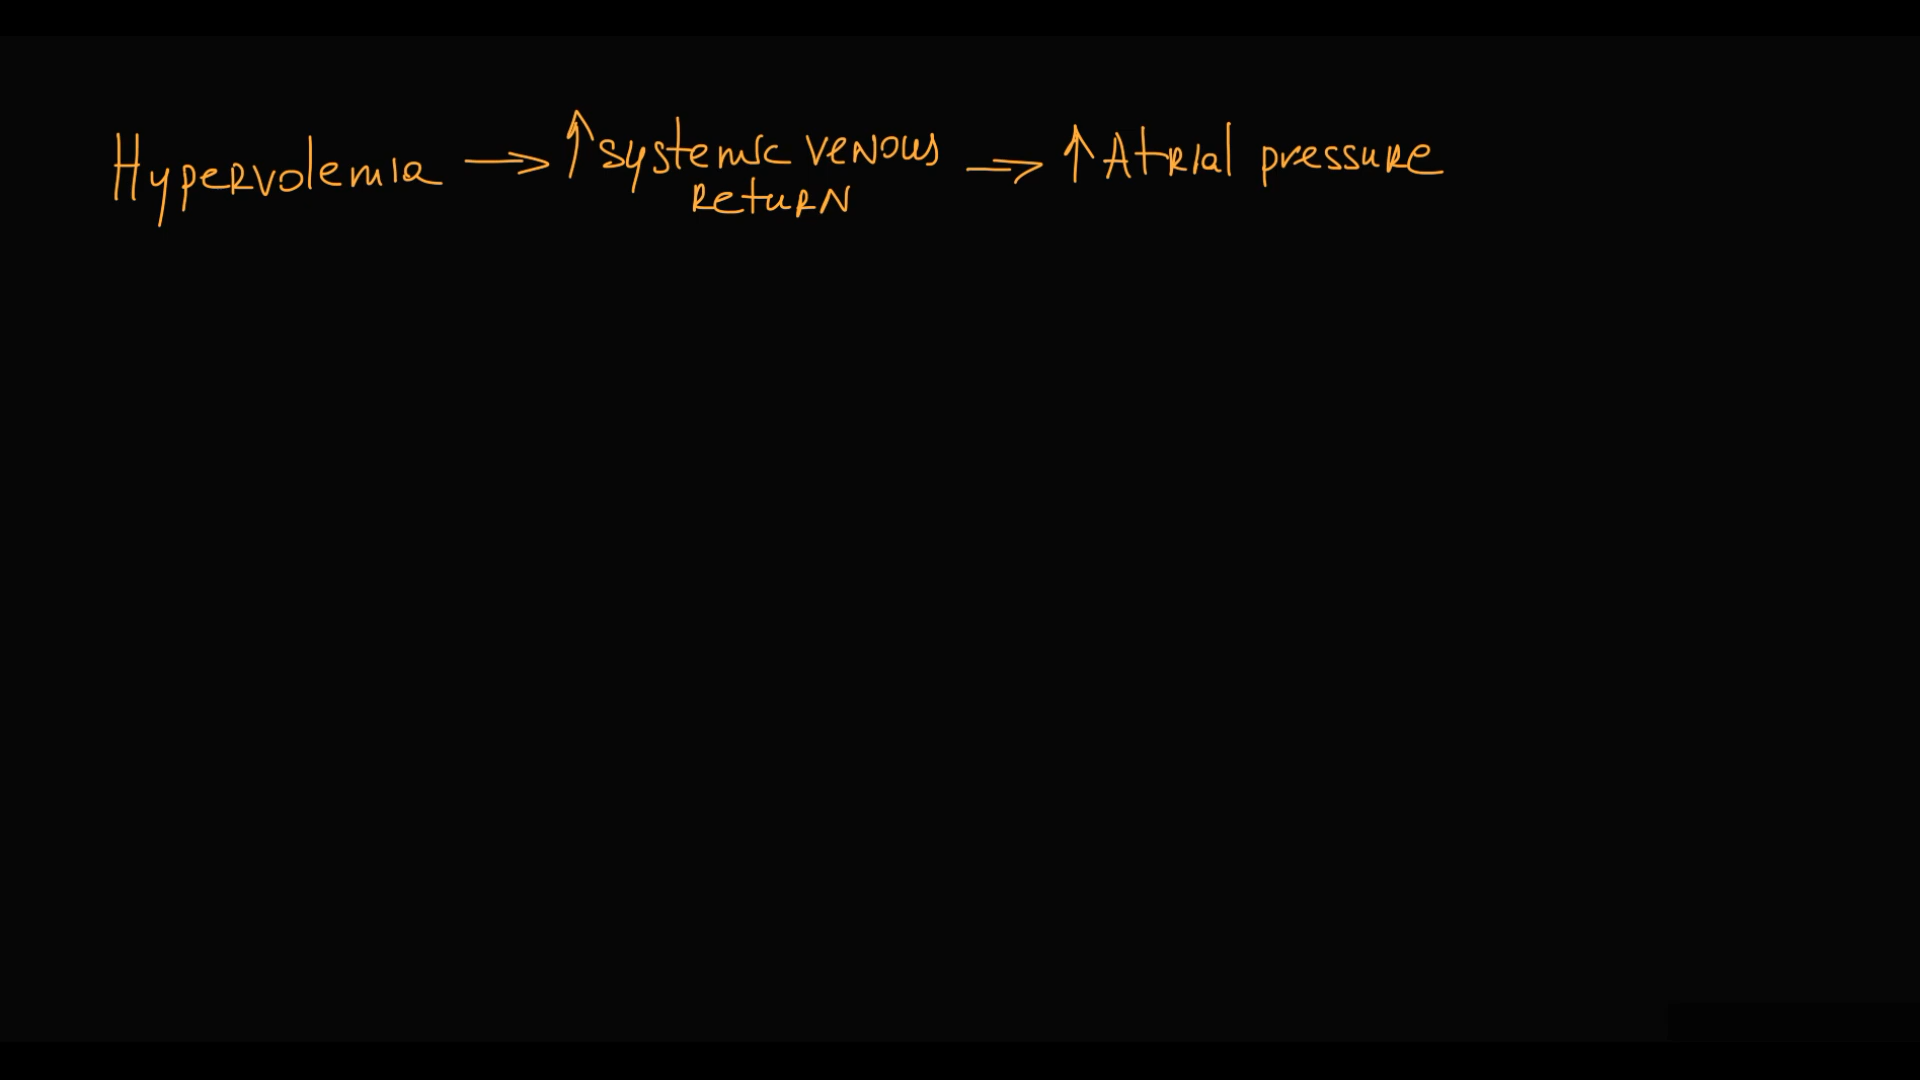 Hypervolemia → ↑ systemic venous → ↑ Atrial pressure
return